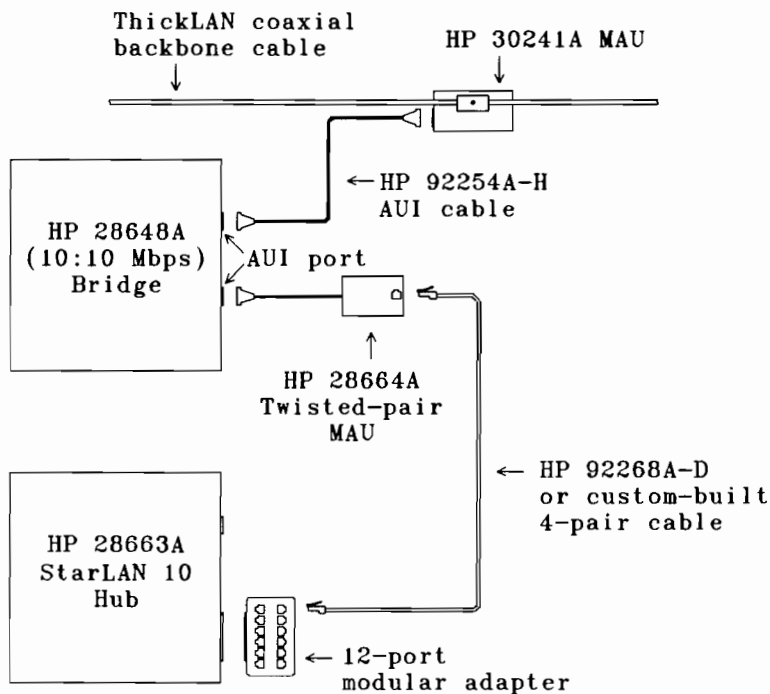 ThickLAN coaxial
backbone cable
HP 30241A MAU
HP 92254A-H
AUI cable
HP 28648A
(10:10 Mbps)
Bridge
AUI port
HP 28664A
Twisted-pair
MAU
HP 92268A-D
or custom-built
4-pair cable
HP 28663A
StarLAN 10
Hub
12-port
modular adapter